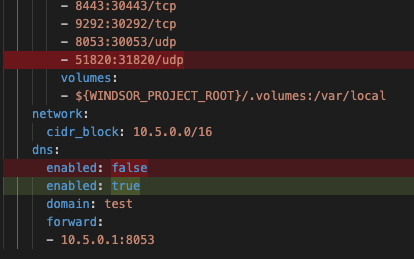 - 8443:30443/tcp
- 9292:30292/tcp
- 8053:30053/udp
- 51820:31820/udp
volumes:
- ${WINDSOR_PROJECT_ROOT}/.volumes:/var/local
network:
cidr_block: 10.5.0.0/16
dns:
enabled: false
enabled: true
domain: test
forward:
- 10.5.0.1:8053